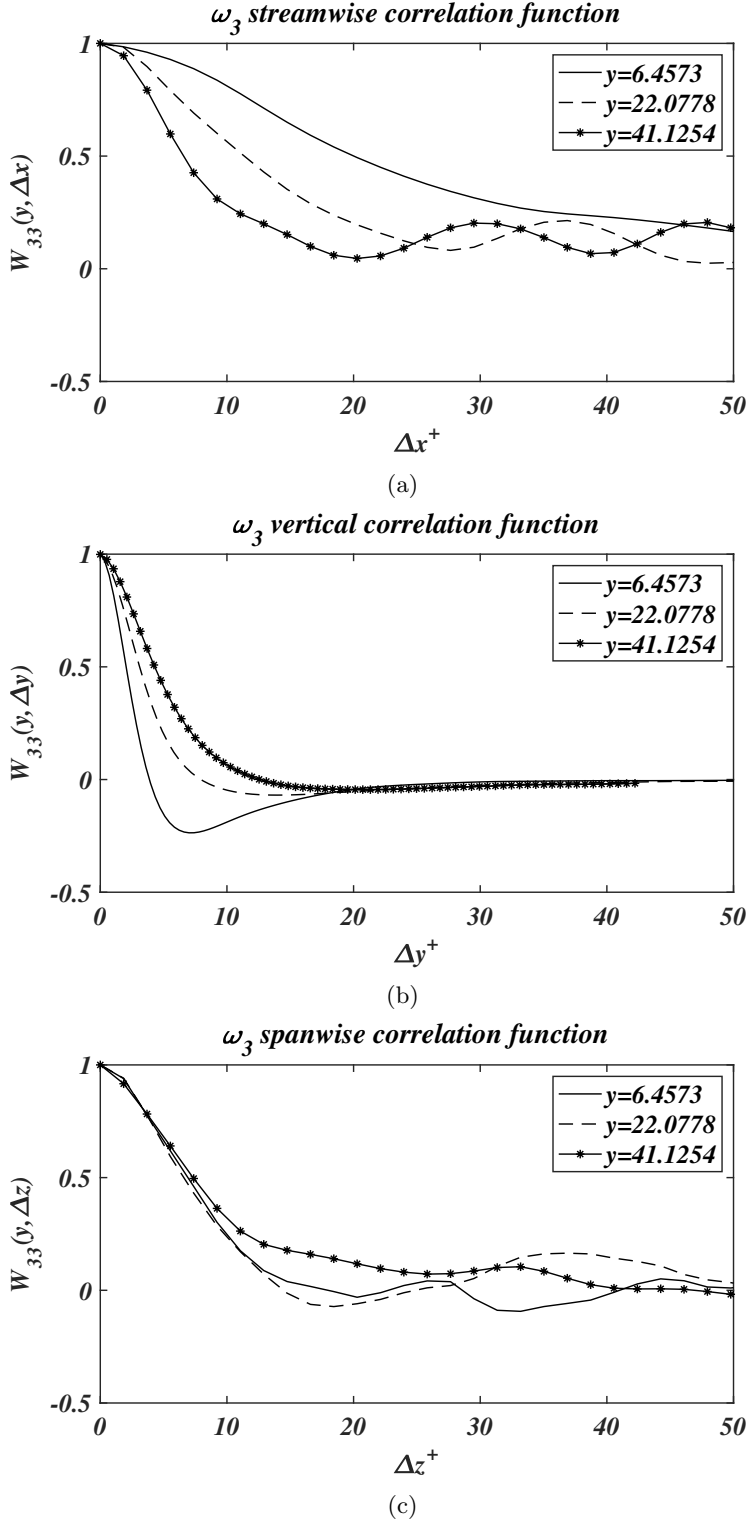 ω3 streamwise correlation function
1
0.5
0
-0.5
W33(y,Δx)
y=6.4573
y=22.0778
y=41.1254
0 10 20 30 40 50
Δx+
(a)
ω3 vertical correlation function
1
0.5
0
-0.5
W33(y,Δy)
y=6.4573
y=22.0778
y=41.1254
0 10 20 30 40 50
Δy+
(b)
ω3 spanwise correlation function
1
0.5
0
-0.5
W33(y,Δz)
y=6.4573
y=22.0778
y=41.1254
0 10 20 30 40 50
Δz+
(c)